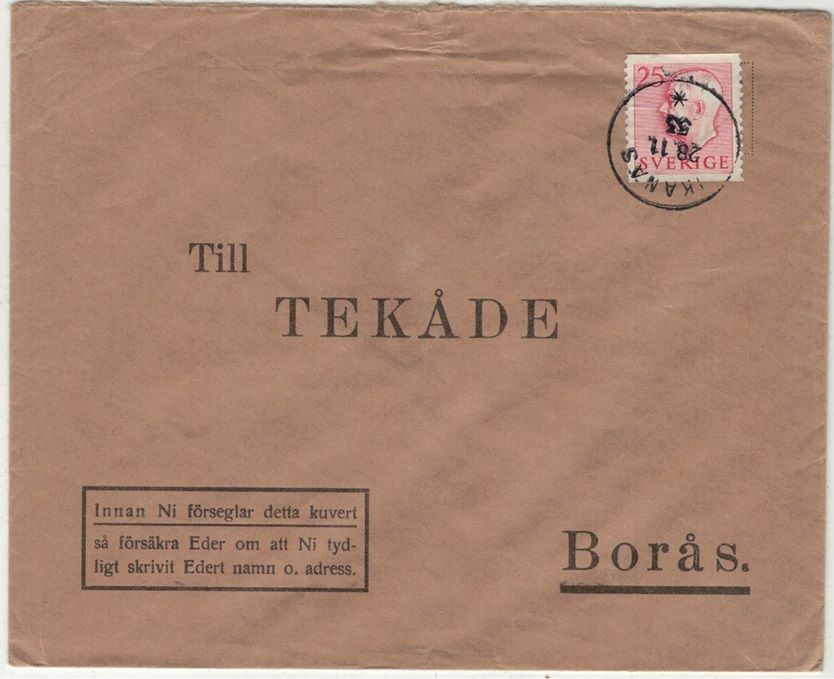 25
SVERIGE
28.11.
53
Till
TEKÅDE
Innan Ni förseglar detta kuvert
så försäkra Eder om att Ni tyd-
ligt skrivit Edert namn o. adress.
Borås.